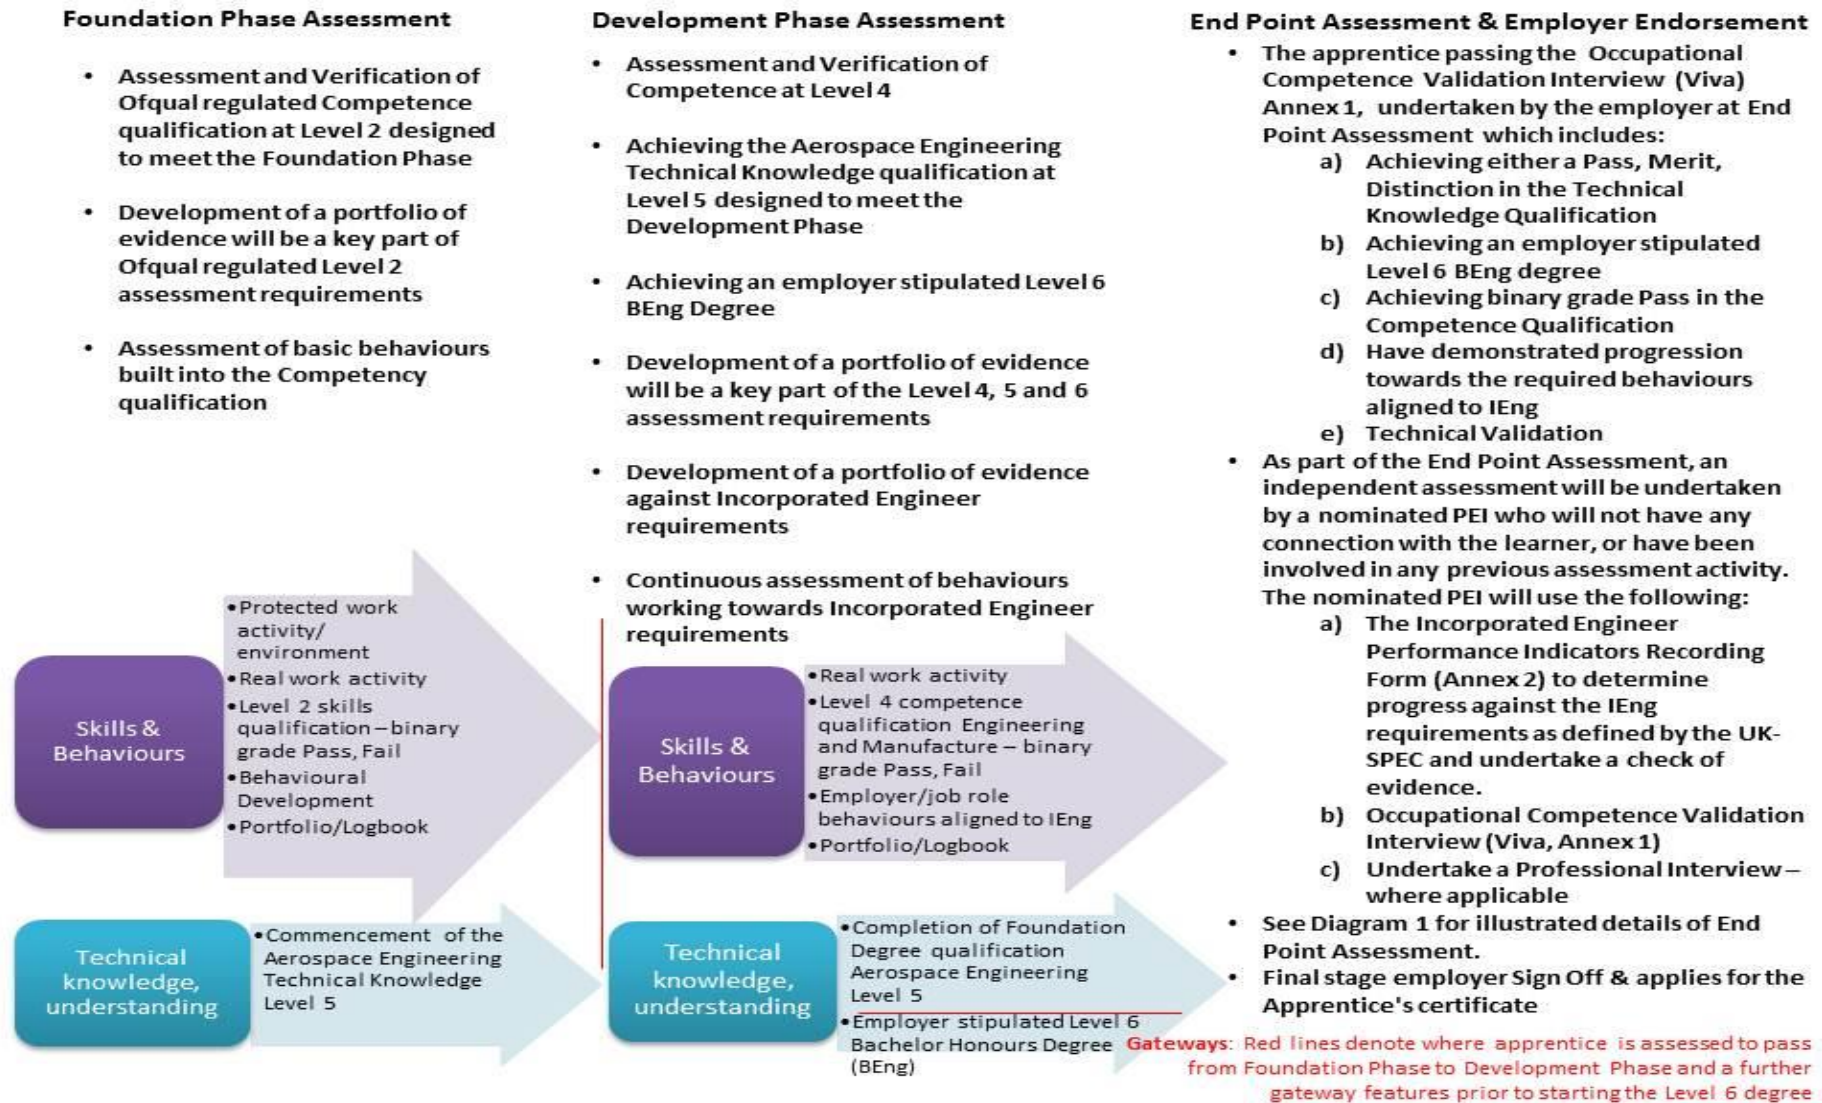 Foundation Phase Assessment
• Assessment and Verification of
Ofqual regulated Competence
qualification at Level 2 designed
to meet the Foundation Phase
• Development of a portfolio of
evidence will be a key part of
Ofqual regulated Level 2
assessment requirements
• Assessment of basic behaviours
built into the Competency
qualification
Development Phase Assessment
• Assessment and Verification of
Competence at Level 4
• Achieving the Aerospace Engineering
Technical Knowledge qualification at
Level 5 designed to meet the
Development Phase
• Achieving an employer stipulated Level 6
BEng Degree
• Development of a portfolio of evidence
will be a key part of the Level 4, 5 and 6
assessment requirements
• Development of a portfolio of evidence
against Incorporated Engineer
requirements
• Continuous assessment of behaviours
working towards Incorporated Engineer
requirements
End Point Assessment & Employer Endorsement
• The apprentice passing the Occupational
Competence Validation Interview (Viva)
Annex 1, undertaken by the employer at End
Point Assessment which includes:
a) Achieving either a Pass, Merit,
Distinction in the Technical
Knowledge Qualification
b) Achieving an employer stipulated
Level 6 BEng degree
c) Achieving binary grade Pass in the
Competence Qualification
d) Have demonstrated progression
towards the required behaviours
aligned to IEng
e) Technical Validation
• As part of the End Point Assessment, an
independent assessment will be undertaken
by a nominated PEI who will not have any
connection with the learner, or have been
involved in any previous assessment activity.
The nominated PEI will use the following:
a) The Incorporated Engineer
Performance Indicators Recording
Form (Annex 2) to determine
progress against the IEng
requirements as defined by the UK-
SPEC and undertake a check of
evidence.
b) Occupational Competence Validation
Interview (Viva, Annex 1)
c) Undertake a Professional Interview –
where applicable
• See Diagram 1 for illustrated details of End
Point Assessment.
• Final stage employer Sign Off & applies for the
Apprentice's certificate
Skills &
Behaviours
•Protected work
activity/
environment
•Real work activity
•Level 2 skills
qualification – binary
grade Pass, Fail
•Behavioural
Development
•Portfolio/Logbook
Skills &
Behaviours
•Real work activity
•Level 4 competence
qualification Engineering
and Manufacture – binary
grade Pass, Fail
•Employer/job role
behaviours aligned to IEng
•Portfolio/Logbook
Technical
knowledge,
understanding
•Commencement of the
Aerospace Engineering
Technical Knowledge
Level 5
Technical
knowledge,
understanding
•Completion of Foundation
Degree qualification
Aerospace Engineering
Level 5
•Employer stipulated Level 6
Bachelor Honours Degree
(BEng)
Gateways: Red lines denote where apprentice is assessed to pass
from Foundation Phase to Development Phase and a further
gateway features prior to starting the Level 6 degree